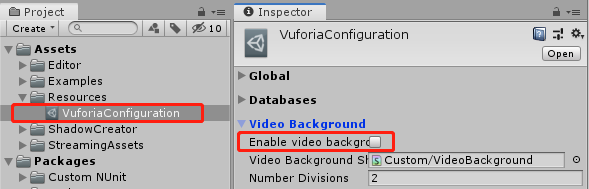 Project
Create
10
Assets
Editor
Examples
Resources
VuforiaConfiguration
ShadowCreator
StreamingAssets
Packages
Custom NUnit
Inspector
VuforiaConfiguration
Open
Global
Databases
Video Background
Enable video backgro
Video Background Sh
S Custom/VideoBackground
Number Divisions
2